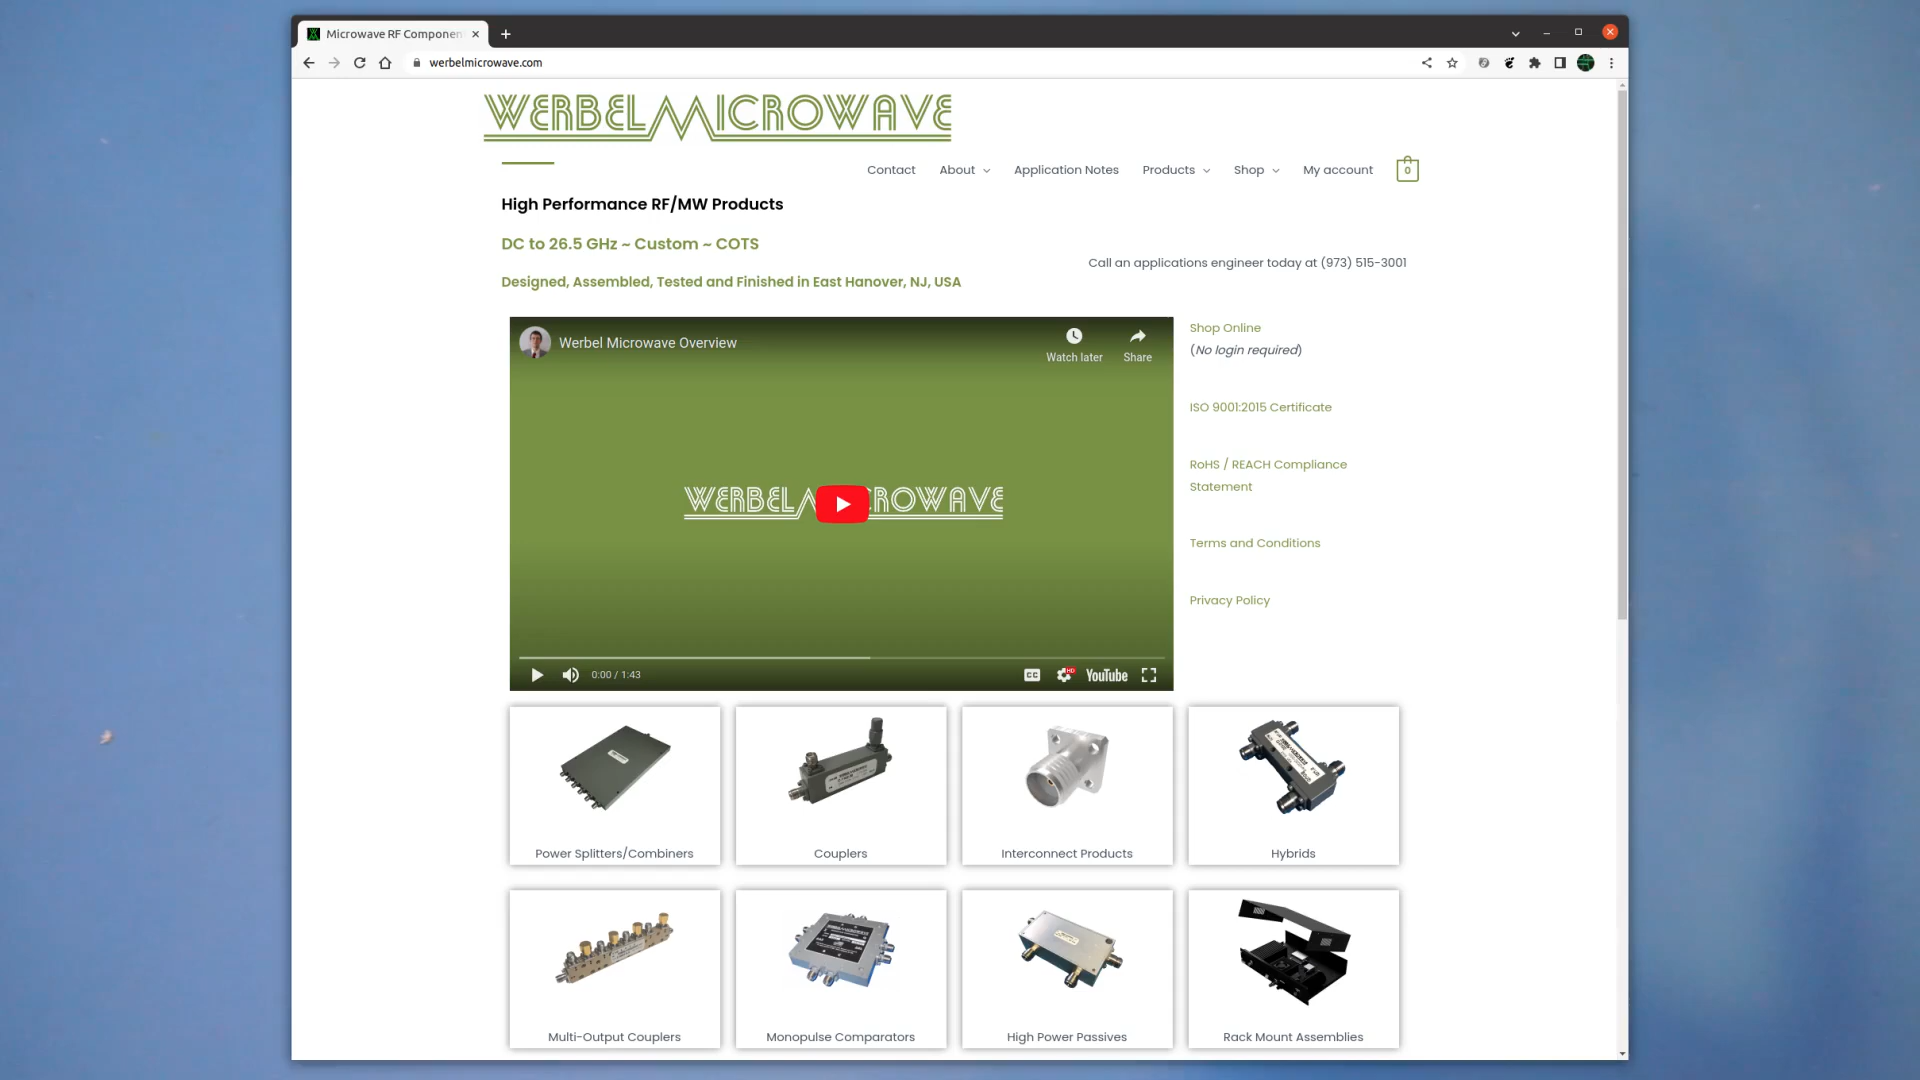 Microwave RF Componen
werbelmicrowave.com
WERBELMICROWAVE
Contact About Application Notes Products Shop My account 0
High Performance RF/MW Products
DC to 26.5 GHz ~ Custom ~ COTS
Call an applications engineer today at (973) 515-3001
Designed, Assembled, Tested and Finished in East Hanover, NJ, USA
Werbel Microwave Overview
Watch later Share
WERBELMICROWAVE
0:00 / 1:43
CC HD YouTube
Shop Online
(No login required)
ISO 9001:2015 Certificate
RoHS / REACH Compliance
Statement
Terms and Conditions
Privacy Policy
Power Splitters/Combiners
Couplers
Interconnect Products
Hybrids
Multi-Output Couplers
Monopulse Comparators
High Power Passives
Rack Mount Assemblies